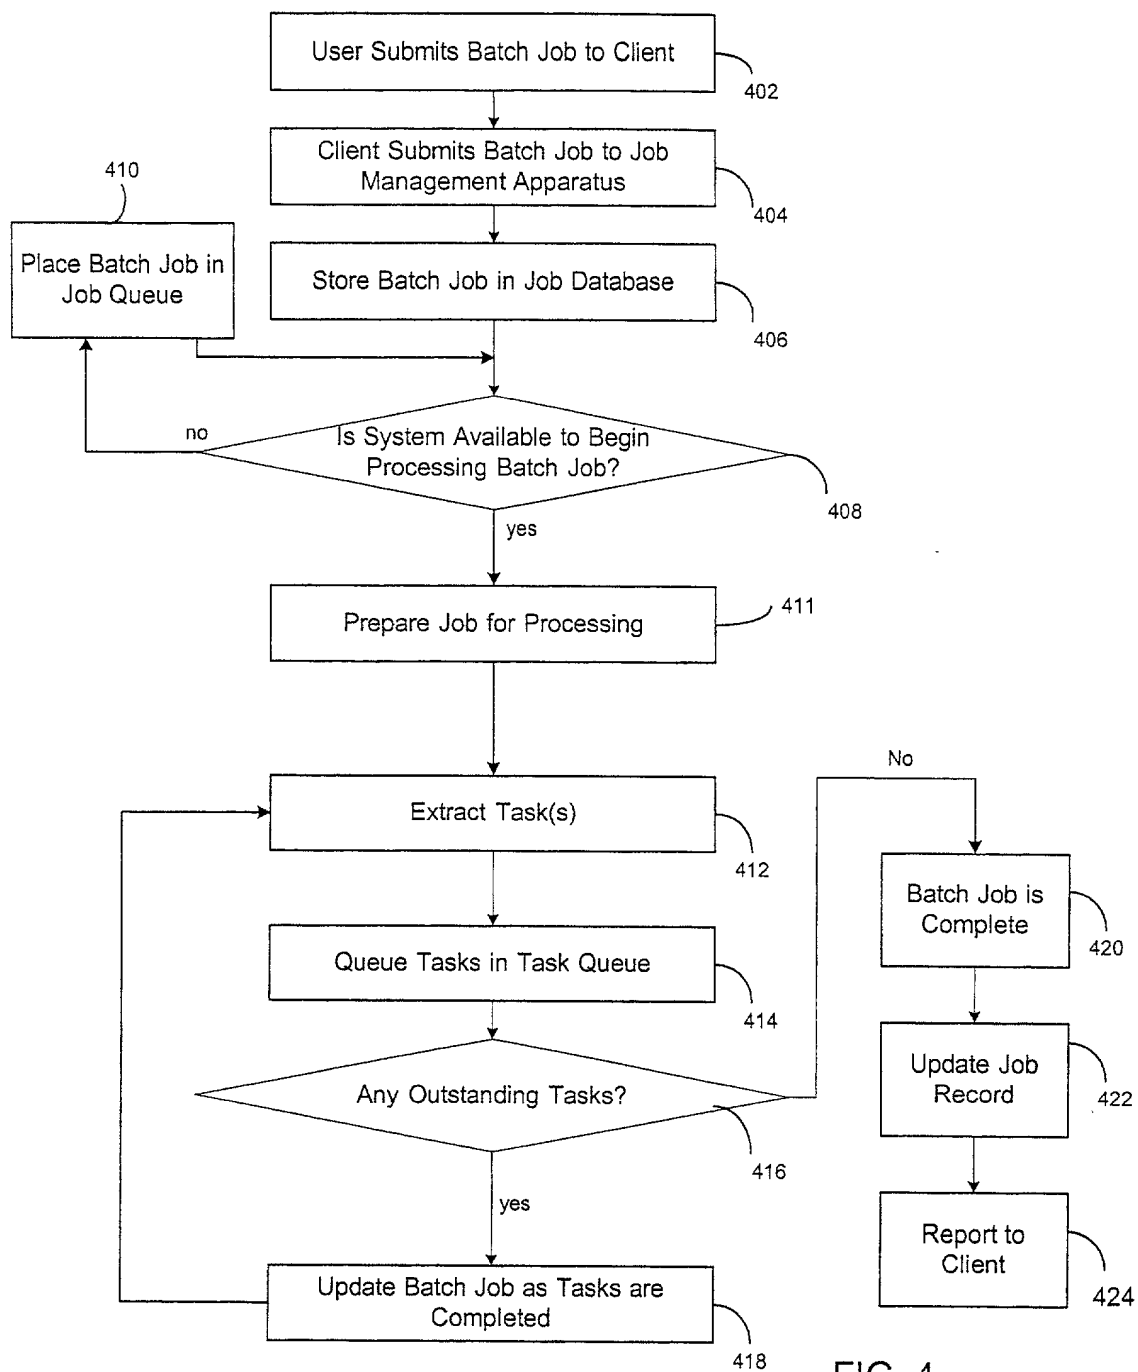 User Submits Batch Job to Client
402
Client Submits Batch Job to Job
Management Apparatus
404
410
Place Batch Job in
Job Queue
Store Batch Job in Job Database
406
no
Is System Available to Begin
Processing Batch Job?
408
yes
Prepare Job for Processing
411
No
Extract Task(s)
412
Batch Job is
Complete
420
Queue Tasks in Task Queue
414
Update Job
Record
422
Any Outstanding Tasks?
416
yes
Report to
Client
424
Update Batch Job as Tasks are
Completed
418
FIG. 4